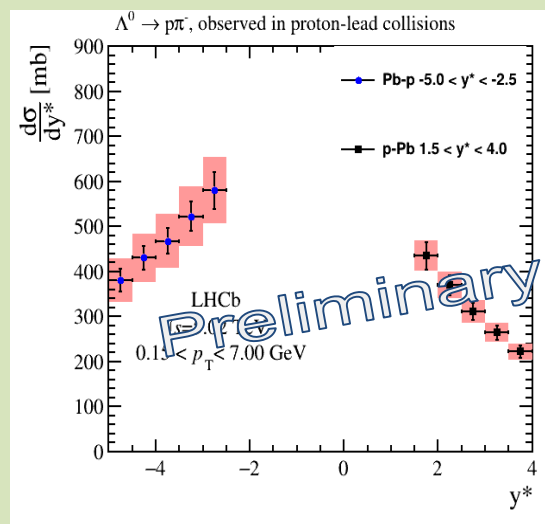 Λ⁰ → pπ⁻, observed in proton-lead collisions
dσ/dy* [mb]
900
800
700
600
500
400
300
200
100
0
Pb-p -5.0 < y* < -2.5
p-Pb 1.5 < y* < 4.0
LHCb
0.15 < p_T < 7.00 GeV
Preliminary
−4 −2 0 2 4
y*